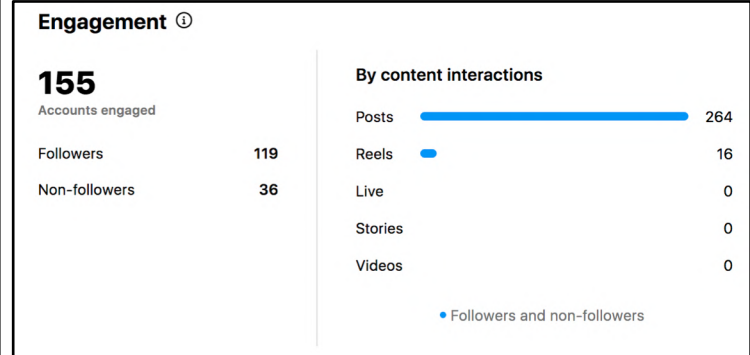 Engagement
155
Accounts engaged
Followers 119
Non-followers 36
By content interactions
Posts 264
Reels 16
Live 0
Stories 0
Videos 0
Followers and non-followers